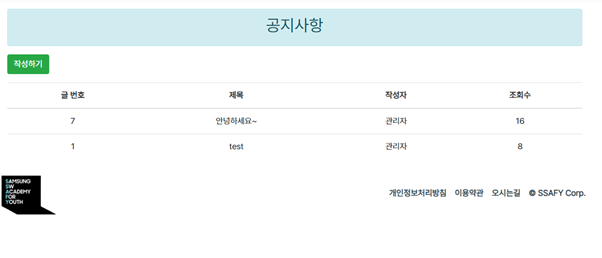 공지사항
작성하기
글 번호 제목 작성자 조회수
7 안녕하세요~ 관리자 16
1 test 관리자 8
SAMSUNG
SW
ACADEMY
FOR
YOUTH
개인정보처리방침 이용약관 오시는길 © SSAFY Corp.